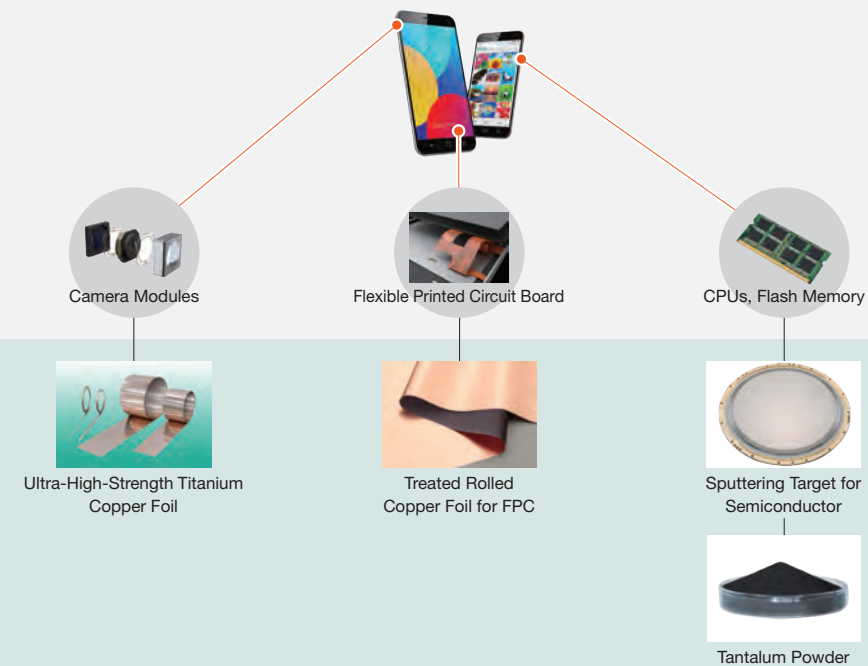 Camera Modules
Flexible Printed Circuit Board
CPUs, Flash Memory
Ultra-High-Strength Titanium
Copper Foil
Treated Rolled
Copper Foil for FPC
Sputtering Target for
Semiconductor
Tantalum Powder